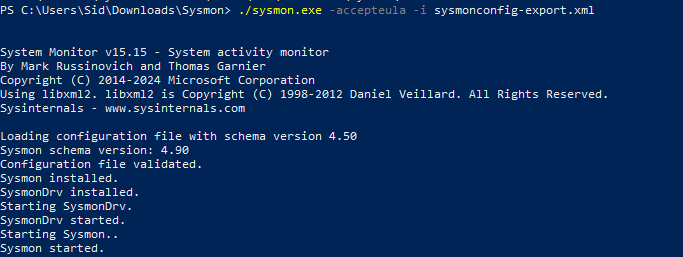 PS C:\Users\Sid\Downloads\Sysmon> ./sysmon.exe -accepteula -i sysmonconfig-export.xml
System Monitor v15.15 - System activity monitor
By Mark Russinovich and Thomas Garnier
Copyright (C) 2014-2024 Microsoft Corporation
Using libxml2. libxml2 is Copyright (C) 1998-2012 Daniel Veillard. All Rights Reserved.
Sysinternals - www.sysinternals.com
Loading configuration file with schema version 4.50
Sysmon schema version: 4.90
Configuration file validated.
Sysmon installed.
SysmonDrv installed.
Starting SysmonDrv.
SysmonDrv started.
Starting Sysmon..
Sysmon started.